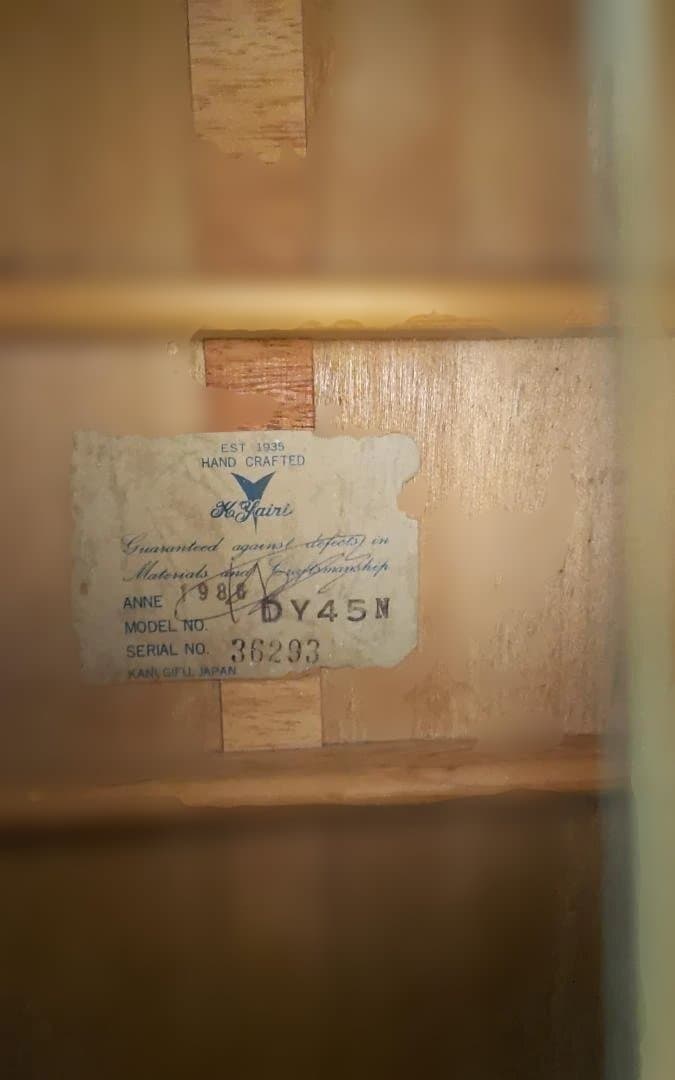 EST 1935
HAND CRAFTED
K.Yairi
Guaranteed against defects in
Materials and Craftsmanship
ANNE 1986
MODEL NO. DY45N
SERIAL NO. 36293
KANI, GIFU, JAPAN